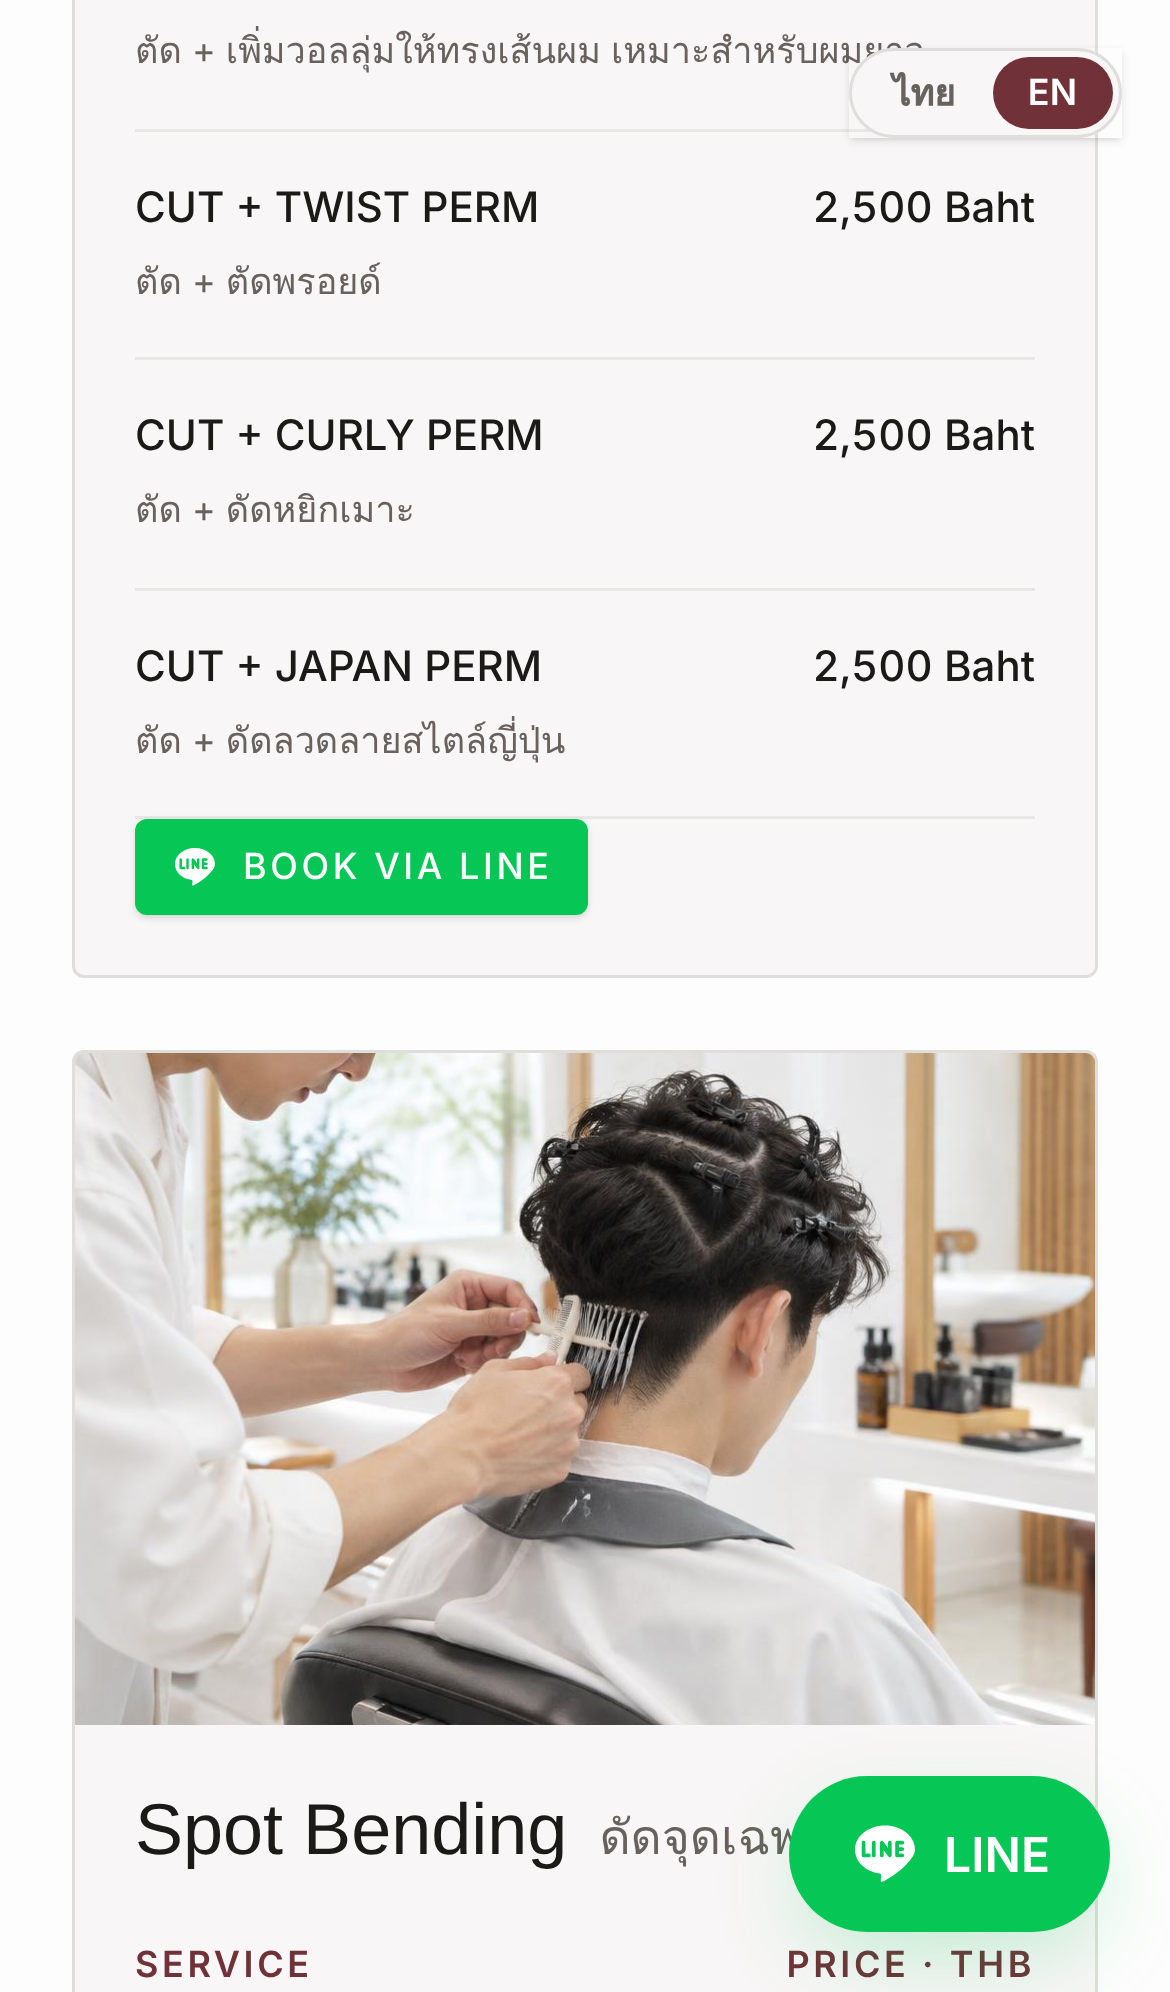 ตัด + เพิ่มวอลลุ่มให้ทรงเส้นผม เหมาะสำหรับผมยาว
ไทย EN
CUT + TWIST PERM 2,500 Baht
ตัด + ตัดพรอยด์
CUT + CURLY PERM 2,500 Baht
ตัด + ดัดหยิกเมาะ
CUT + JAPAN PERM 2,500 Baht
ตัด + ดัดลวดลายสไตล์ญี่ปุ่น
LINE BOOK VIA LINE
Spot Bending
LINE LINE
SERVICE PRICE · THB